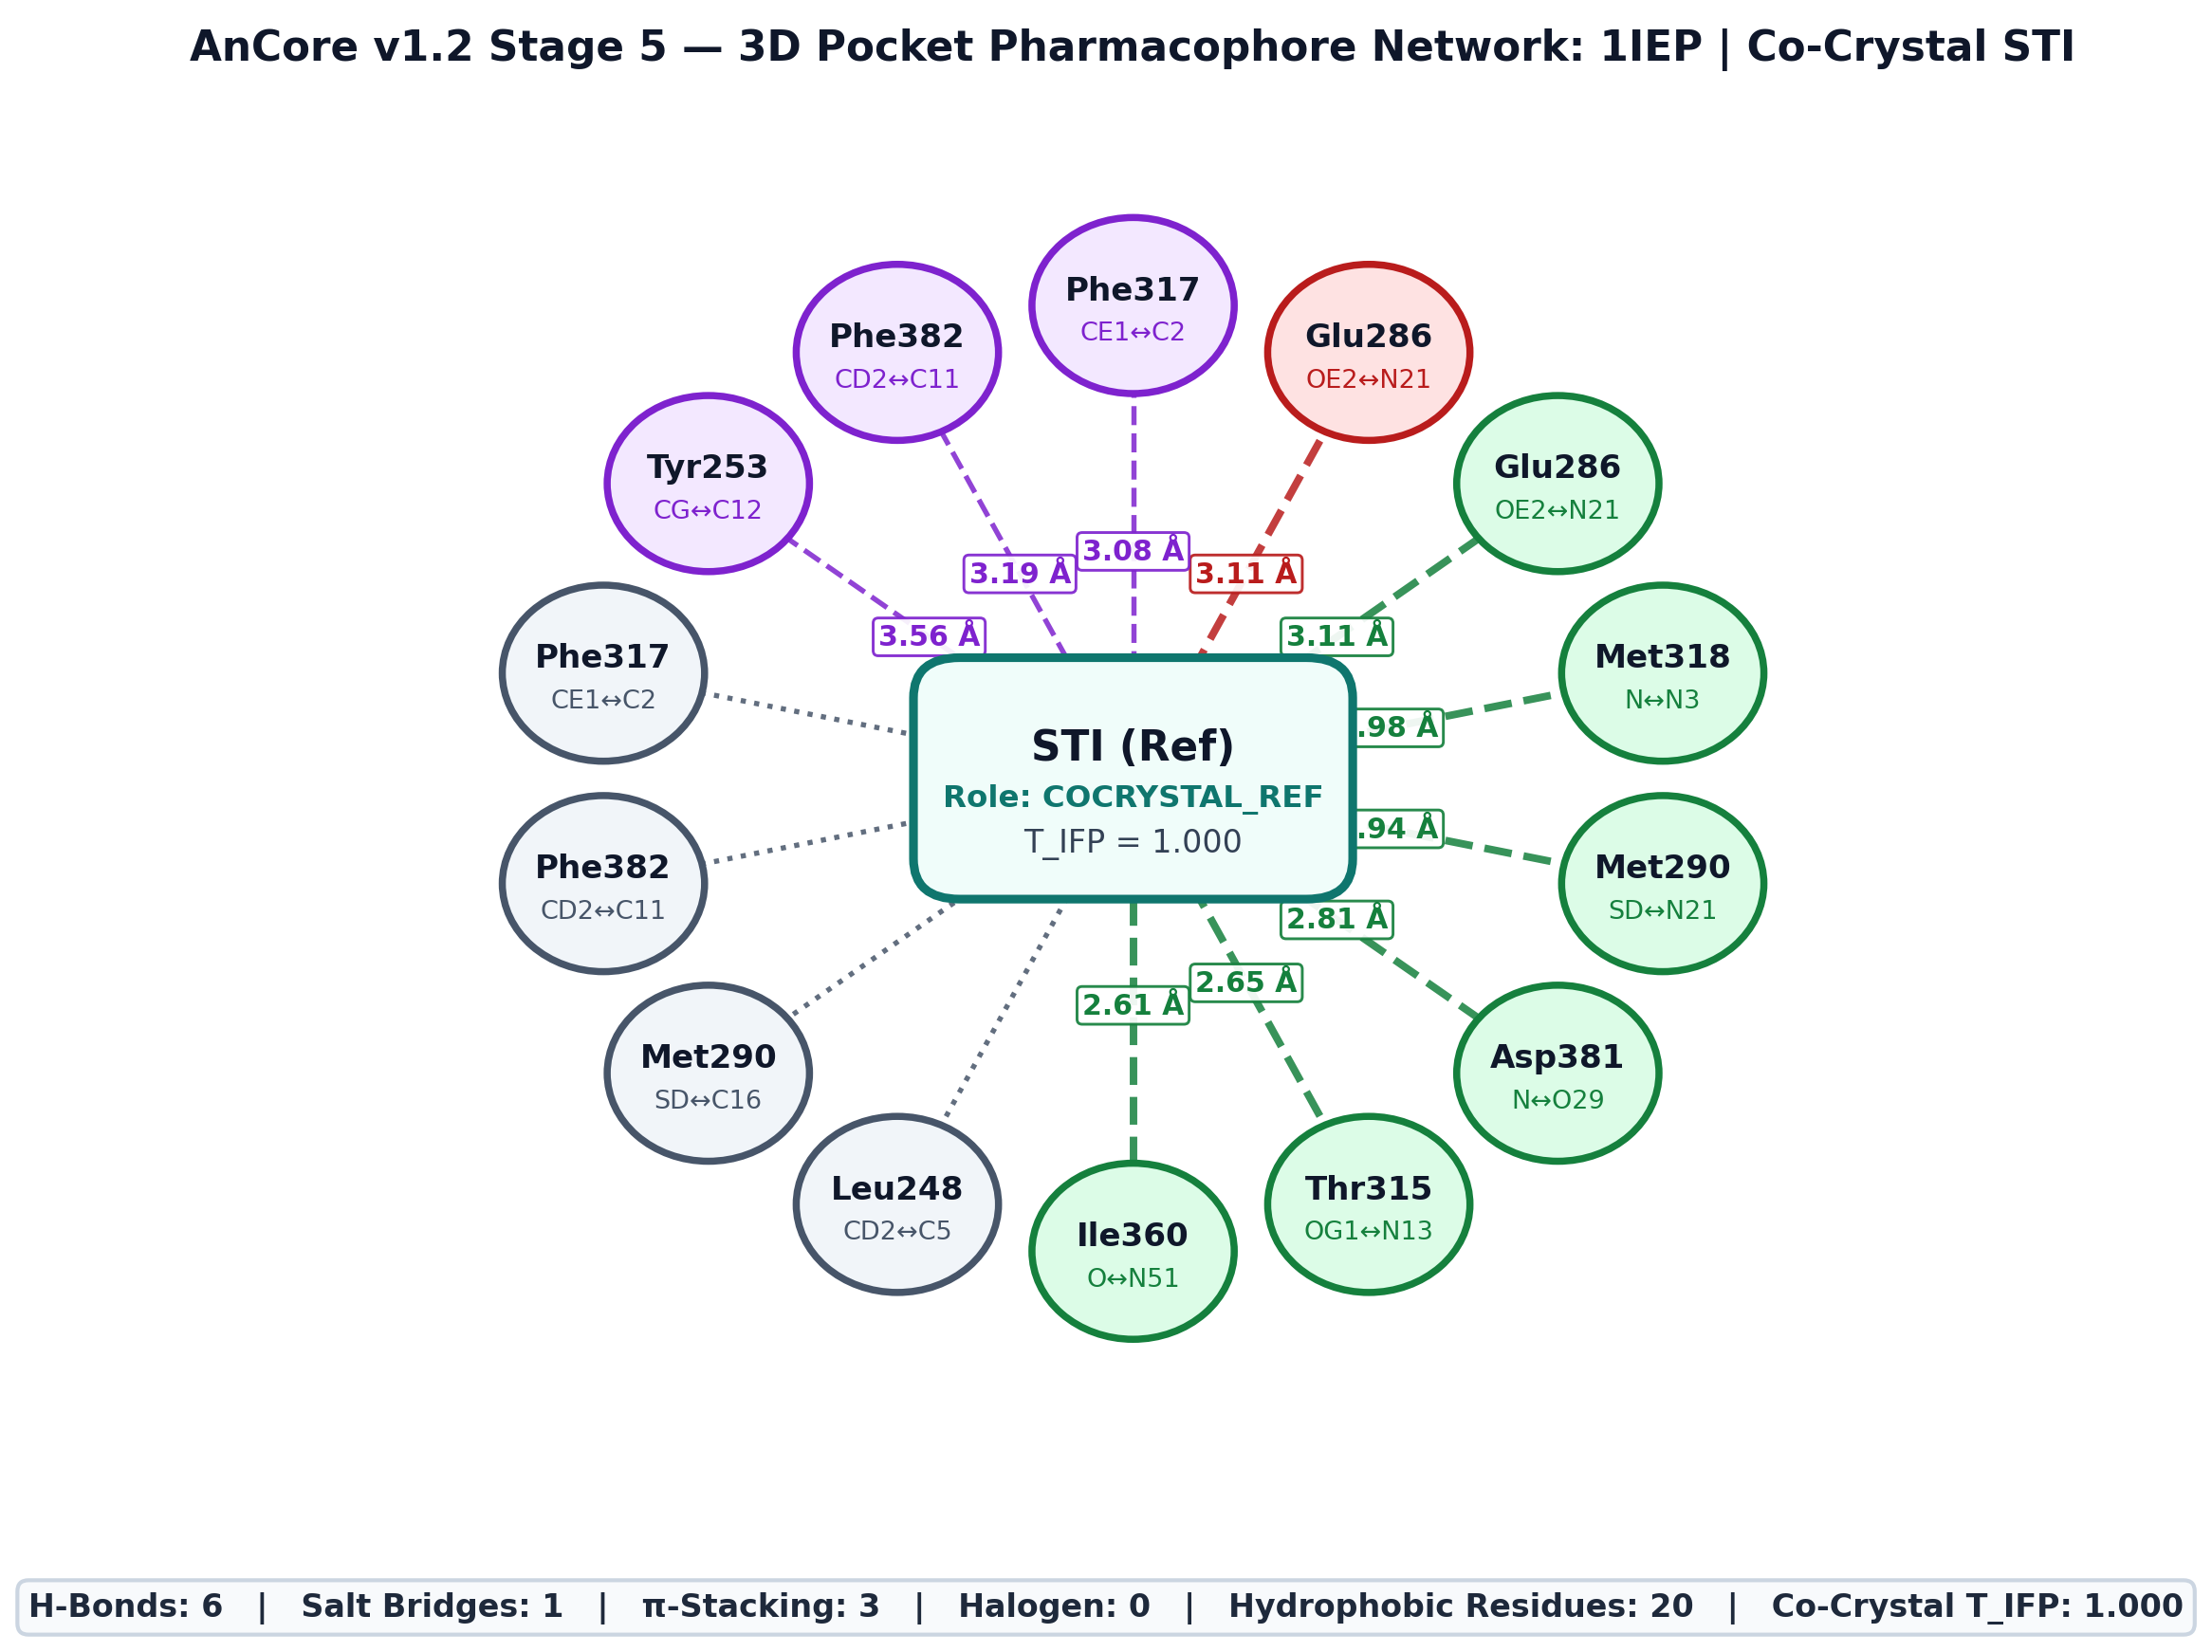 AnCore v1.2 Stage 5 — 3D Pocket Pharmacophore Network: 1IEP | Co-Crystal STI
Phe317
CE1↔C2
Phe382
CD2↔C11
Glu286
OE2↔N21
Tyr253
CG↔C12
Glu286
OE2↔N21
3.08 Å
3.19 Å
3.11 Å
3.56 Å
3.11 Å
Phe317
CE1↔C2
Met318
N↔N3
.98 Å
STI (Ref)
Role: COCRYSTAL_REF
T_IFP = 1.000
.94 Å
Phe382
CD2↔C11
Met290
SD↔N21
2.81 Å
2.65 Å
2.61 Å
Met290
SD↔C16
Asp381
N↔O29
Leu248
CD2↔C5
Thr315
OG1↔N13
Ile360
O↔N51
H-Bonds: 6 | Salt Bridges: 1 | π-Stacking: 3 | Halogen: 0 | Hydrophobic Residues: 20 | Co-Crystal T_IFP: 1.000